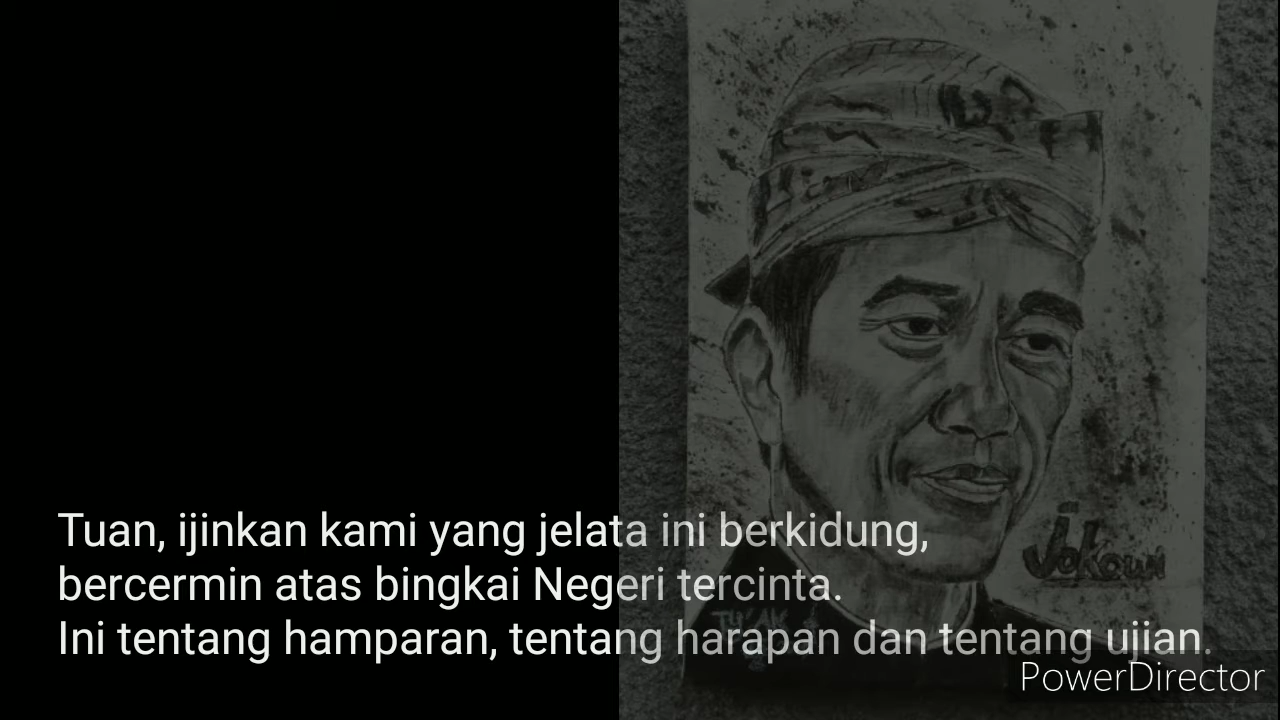 Tuan, ijinkan kami yang jelata ini berkidung,
bercermin atas bingkai Negeri tercinta.
Ini tentang hamparan, tentang harapan dan tentang ujian.
Jokowi
PowerDirector